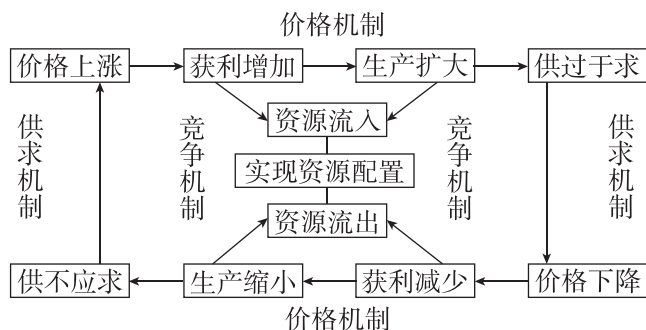 价格机制
价格上涨 获利增加 生产扩大 供过于求
资源流入
供求机制 竞争机制 竞争机制 供求机制
实现资源配置
资源流出
供不应求 生产缩小 获利减少 价格下降
价格机制